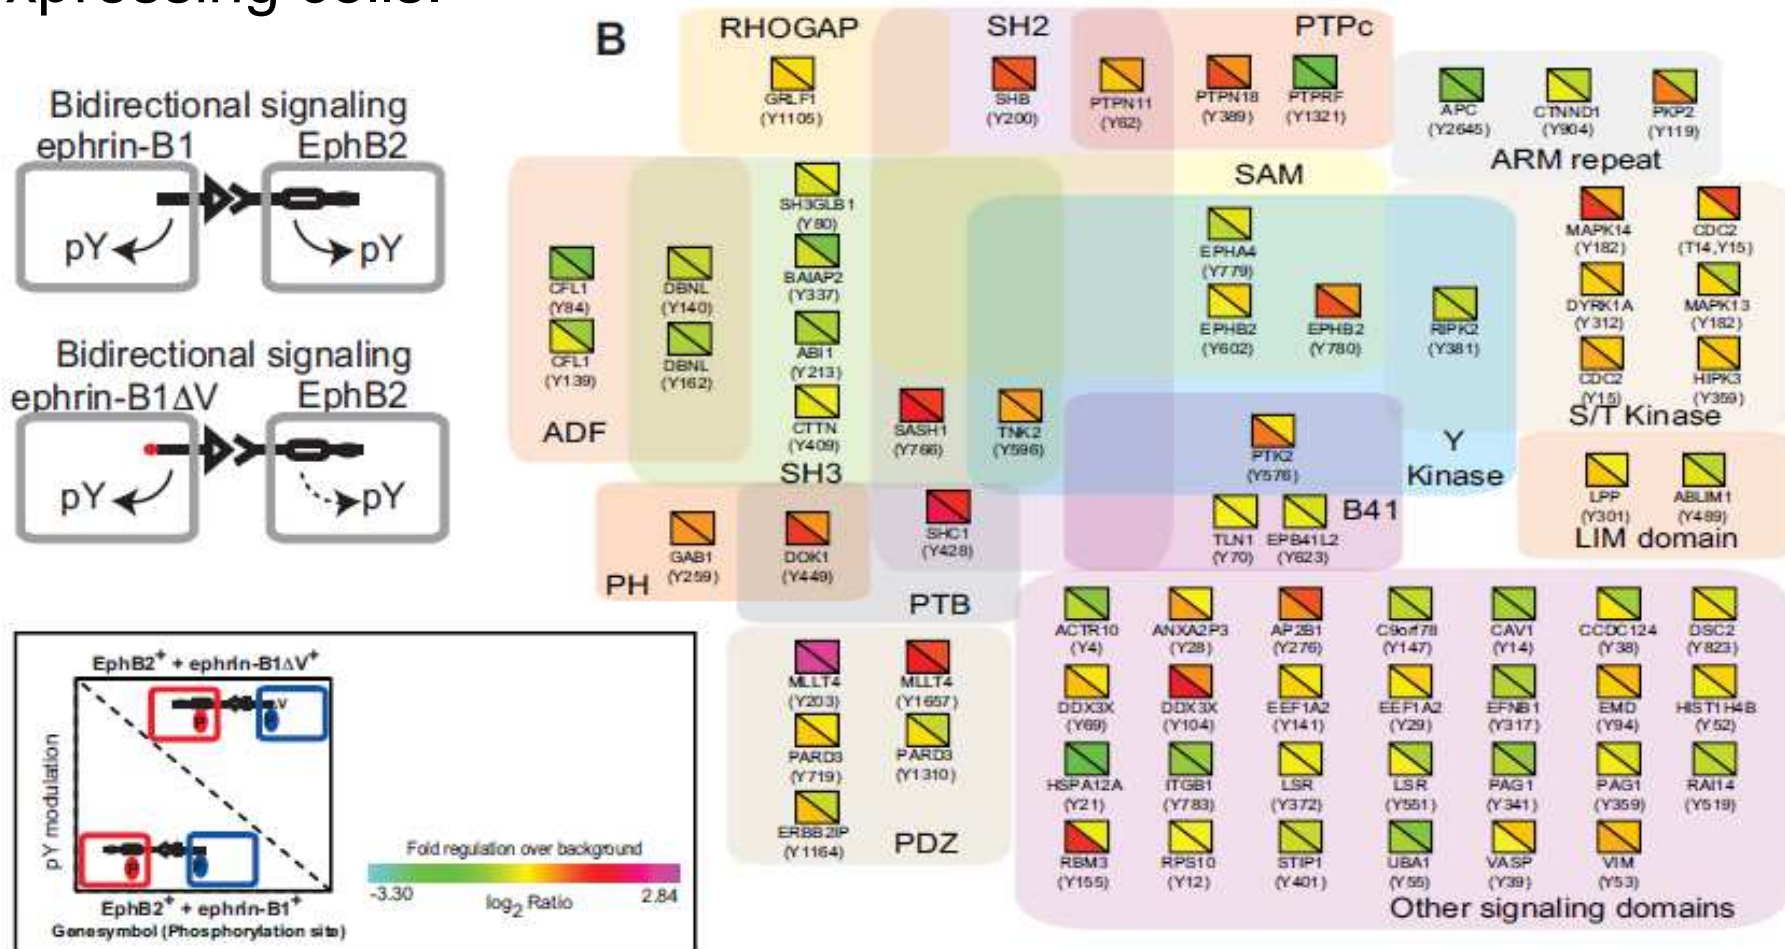 xpressing cells.
Bidirectional signaling
ephrin-B1 EphB2
pY pY
Bidirectional signaling
ephrin-B1ΔV EphB2
pY pY
EphB2+ + ephrin-B1ΔV+
V
P
P
pY modulation
P
P
EphB2+ + ephrin-B1+
Genesymbol (Phosphorylation site)
Fold regulation over background
-3.30 log2 Ratio 2.84
B
RHOGAP SH2 PTPc
GRLF1
(Y1105)
SHB
(Y200)
PTPN11
(Y62)
PTPN18
(Y389)
PTPRF
(Y1321)
APC
(Y2645)
CTNND1
(Y904)
PKP2
(Y119)
ARM repeat
SAM
SH3GLB1
(Y80)
BAIAP2
(Y337)
ABI1
(Y213)
CTTN
(Y409)
SH3
CFL1
(Y84)
CFL1
(Y139)
ADF
DBNL
(Y140)
DBNL
(Y162)
SASH1
(Y766)
TNK2
(Y596)
EPHA4
(Y779)
EPHB2
(Y602)
EPHB2
(Y780)
RIPK2
(Y381)
Y
Kinase
MAPK14
(Y182)
CDC2
(T14,Y15)
DYRK1A
(Y312)
MAPK13
(Y182)
CDC2
(Y15)
HIPK3
(Y359)
S/T Kinase
PTK2
(Y576)
TLN1
(Y70)
EPB41L2
(Y623)
B41
LPP
(Y301)
ABLIM1
(Y489)
LIM domain
GAB1
(Y259)
PH
DOK1
(Y449)
SHC1
(Y428)
PTB
MLLT4
(Y203)
MLLT4
(Y1657)
PARD3
(Y719)
PARD3
(Y1310)
ERBB2IP
(Y1164)
PDZ
ACTR10
(Y4)
ANXA2P3
(Y28)
AP2B1
(Y276)
C9orf78
(Y147)
CAV1
(Y14)
CCDC124
(Y38)
DSC2
(Y823)
DDX3X
(Y69)
DDX3X
(Y104)
EEF1A2
(Y141)
EEF1A2
(Y29)
EFNB1
(Y317)
EMD
(Y94)
HIST1H4B
(Y52)
HSPA12A
(Y21)
ITGB1
(Y783)
LSR
(Y372)
LSR
(Y551)
PAG1
(Y341)
PAG1
(Y359)
RAI14
(Y519)
RBM3
(Y155)
RPS10
(Y12)
STIP1
(Y401)
UBA1
(Y55)
VASP
(Y39)
VIM
(Y53)
Other signaling domains